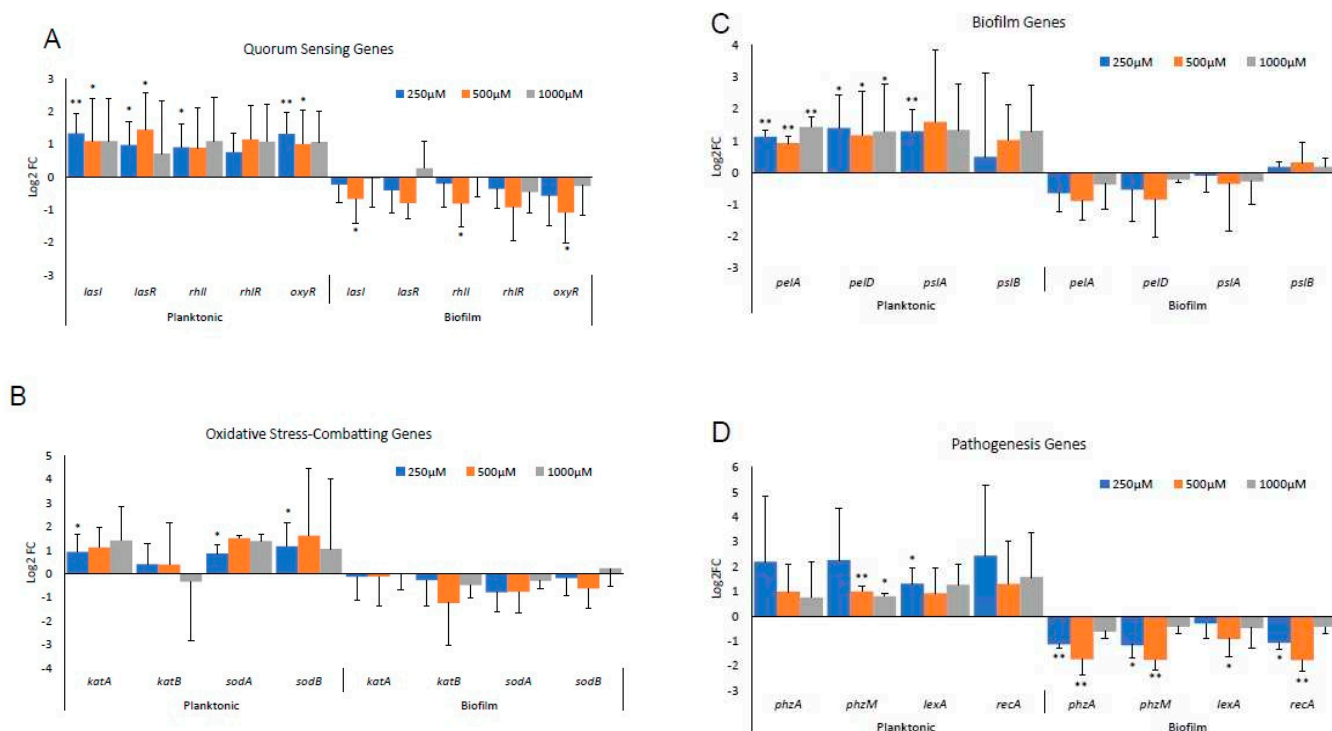 A
Quorum Sensing Genes
250µM 500µM 1000µM
Log2 FC
3
2
1
0
-1
-2
-3
** * * * * ** *
* * *
lasI lasR rhlI rhlR oxyR lasI lasR rhlI rhlR oxyR
Planktonic Biofilm
B
Oxidative Stress-Combatting Genes
250µM 500µM 1000µM
Log2 FC
5
4
3
2
1
0
-1
-2
-3
-4
* * *
katA katB sodA sodB katA katB sodA sodB
Planktonic Biofilm
C
Biofilm Genes
250µM 500µM 1000µM
Log2FC
4
3
2
1
0
-1
-2
-3
** ** ** * * * **
pelA pelD pslA pslB pelA pelD pslA pslB
Planktonic Biofilm
D
Pathogenesis Genes
250µM 500µM 1000µM
Log2FC
6
5
4
3
2
1
0
-1
-2
-3
** * *
** ** * ** * * **
phzA phzM lexA recA phzA phzM lexA recA
Planktonic Biofilm